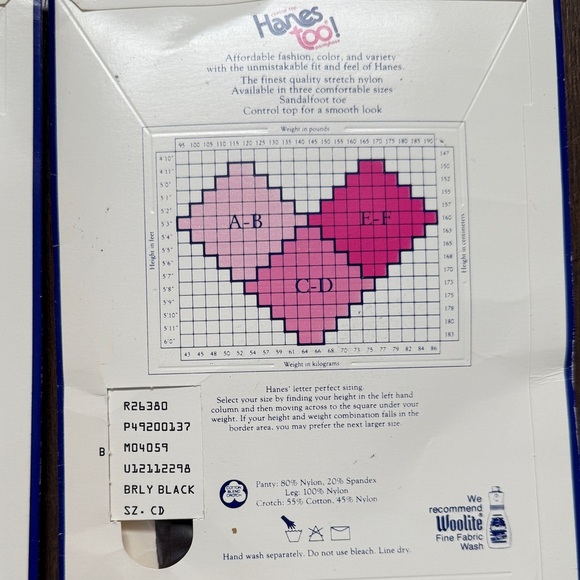 Hanes
too!
Affordable fashion, color, and variety
with the unmistakable fit and feel of Hanes.
The finest quality stretch nylon
Available in three comfortable sizes
Sandalfoot toe
Control top for a smooth look
Weight in pounds
95 100 105 110 115 120 125 130 135 140 145 150 155 160 165 170 175 180 185 190
4'10"
4'11"
5'0"
5'1"
5'2"
5'3"
5'4"
5'5"
5'6"
5'7"
5'8"
5'9"
5'10"
5'11"
6'0"
Height in feet
A-B
E-F
C-D
147
150
152
155
157
160
163
165
168
170
173
175
178
180
183
Height in centimeters
43 45 47 50 52 54 57 59 61 64 66 68 70 72 75 77 79 82 84 86
Weight in kilograms
Hanes' letter perfect sizing.
Select your size by finding your height in the left hand
column and then moving across to the square under your
weight. If your height and weight combination falls in the
border area, you may prefer the next larger size.
R26380
P49200137
M04059
U12112298
BRLY BLACK
SZ. CD
B
COTTON
BLEND
CROTCH
Panty: 80% Nylon, 20% Spandex
Leg: 100% Nylon
Crotch: 55% Cotton, 45% Nylon
Hand wash separately. Do not use bleach. Line dry.
We
recommend
Woolite
Fine Fabric
Wash